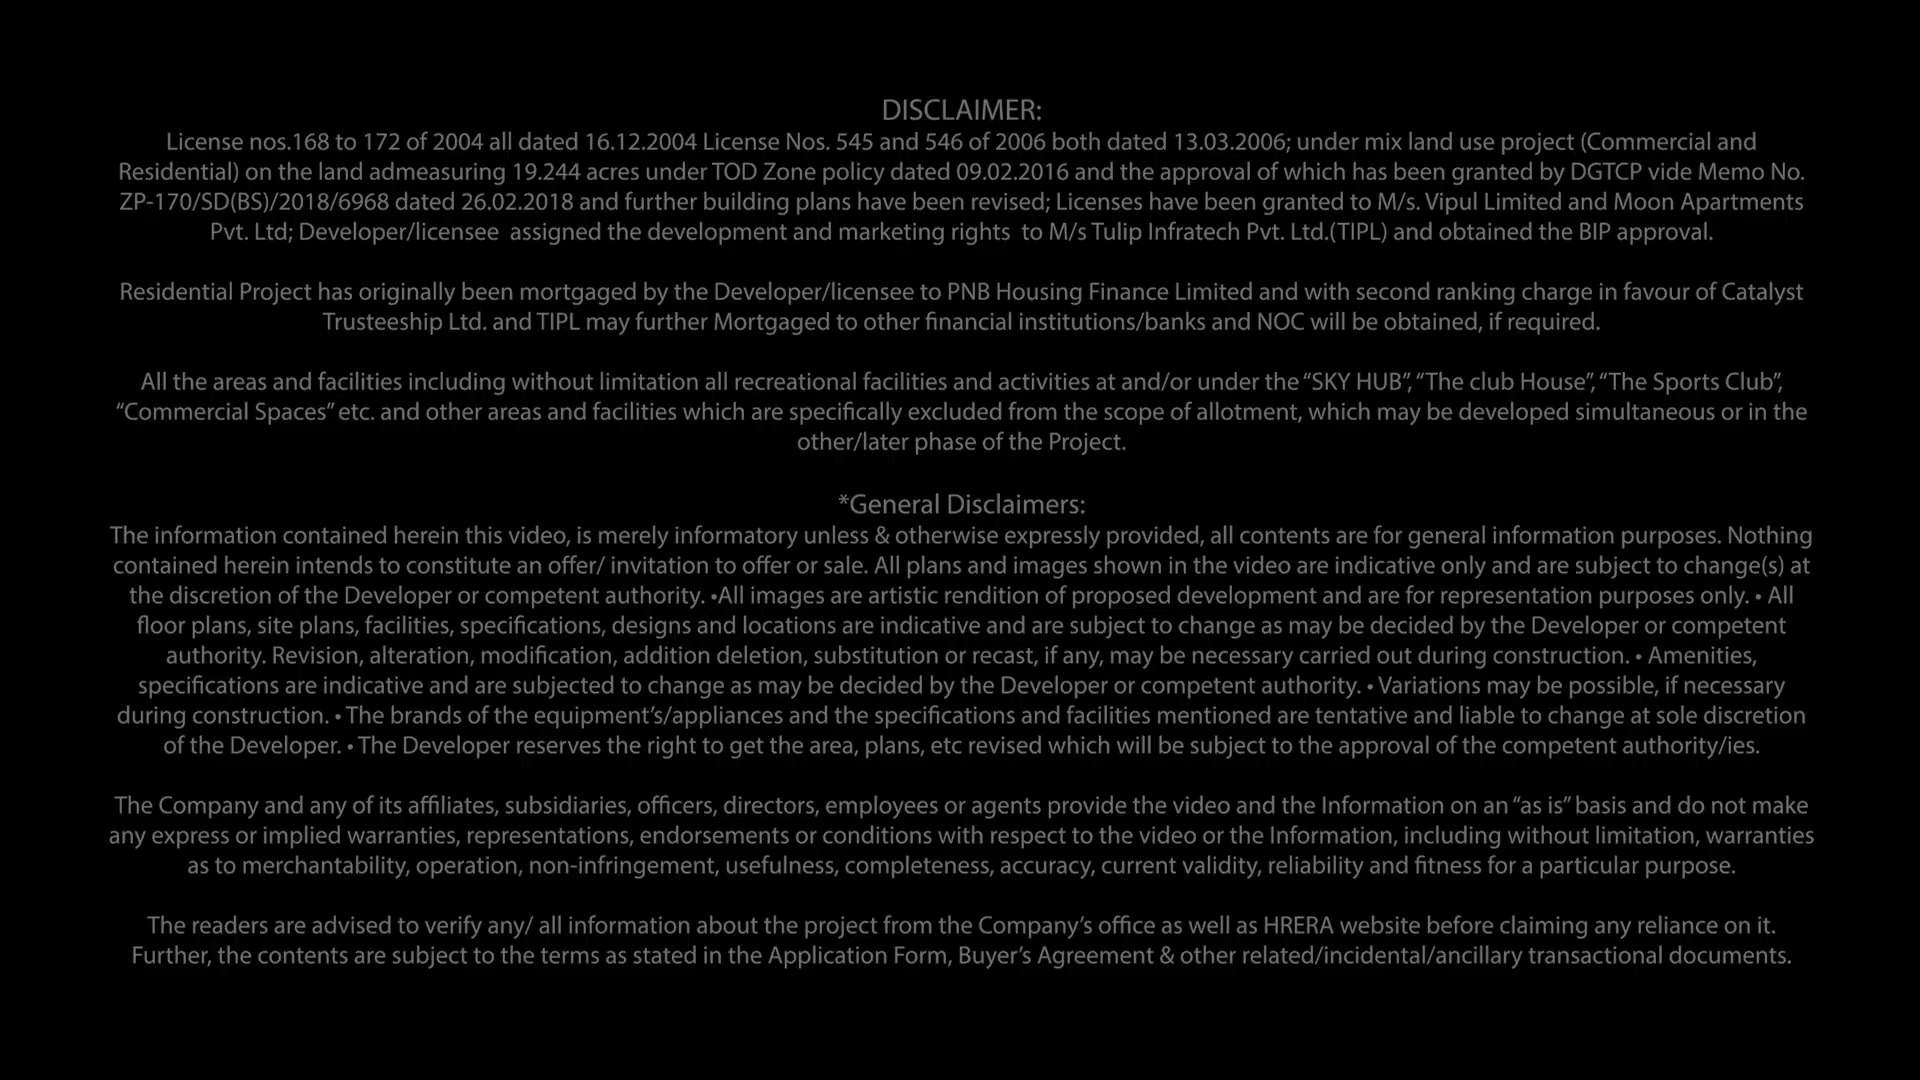 DISCLAIMER:
License nos.168 to 172 of 2004 all dated 16.12.2004 License Nos. 545 and 546 of 2006 both dated 13.03.2006; under mix land use project (Commercial and
Residential) on the land admeasuring 19.244 acres under TOD Zone policy dated 09.02.2016 and the approval of which has been granted by DGTCP vide Memo No.
ZP-170/SD(BS)/2018/6968 dated 26.02.2018 and further building plans have been revised; Licenses have been granted to M/s. Vipul Limited and Moon Apartments
Pvt. Ltd; Developer/licensee assigned the development and marketing rights to M/s Tulip Infratech Pvt. Ltd.(TIPL) and obtained the BIP approval.
Residential Project has originally been mortgaged by the Developer/licensee to PNB Housing Finance Limited and with second ranking charge in favour of Catalyst
Trusteeship Ltd. and TIPL may further Mortgaged to other financial institutions/banks and NOC will be obtained, if required.
All the areas and facilities including without limitation all recreational facilities and activities at and/or under the “SKY HUB”, “The club House”, “The Sports Club”,
“Commercial Spaces” etc. and other areas and facilities which are specifically excluded from the scope of allotment, which may be developed simultaneous or in the
other/later phase of the Project.
*General Disclaimers:
The information contained herein this video, is merely informatory unless & otherwise expressly provided, all contents are for general information purposes. Nothing
contained herein intends to constitute an offer/ invitation to offer or sale. All plans and images shown in the video are indicative only and are subject to change(s) at
the discretion of the Developer or competent authority. •All images are artistic rendition of proposed development and are for representation purposes only. • All
floor plans, site plans, facilities, specifications, designs and locations are indicative and are subject to change as may be decided by the Developer or competent
authority. Revision, alteration, modification, addition deletion, substitution or recast, if any, may be necessary carried out during construction. • Amenities,
specifications are indicative and are subjected to change as may be decided by the Developer or competent authority. • Variations may be possible, if necessary
during construction. • The brands of the equipment’s/appliances and the specifications and facilities mentioned are tentative and liable to change at sole discretion
of the Developer. • The Developer reserves the right to get the area, plans, etc revised which will be subject to the approval of the competent authority/ies.
The Company and any of its affiliates, subsidiaries, officers, directors, employees or agents provide the video and the Information on an “as is” basis and do not make
any express or implied warranties, representations, endorsements or conditions with respect to the video or the Information, including without limitation, warranties
as to merchantability, operation, non-infringement, usefulness, completeness, accuracy, current validity, reliability and fitness for a particular purpose.
The readers are advised to verify any/ all information about the project from the Company’s office as well as HRERA website before claiming any reliance on it.
Further, the contents are subject to the terms as stated in the Application Form, Buyer’s Agreement & other related/incidental/ancillary transactional documents.